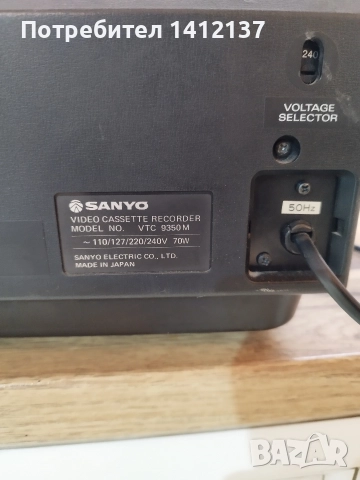 Потребител 1412137
240
VOLTAGE
SELECTOR
SANYO
VIDEO CASSETTE RECORDER
MODEL NO. VTC 9350M
~ 110/127/220/240V 70W
SANYO ELECTRIC CO., LTD.
MADE IN JAPAN
50Hz
BAZAR